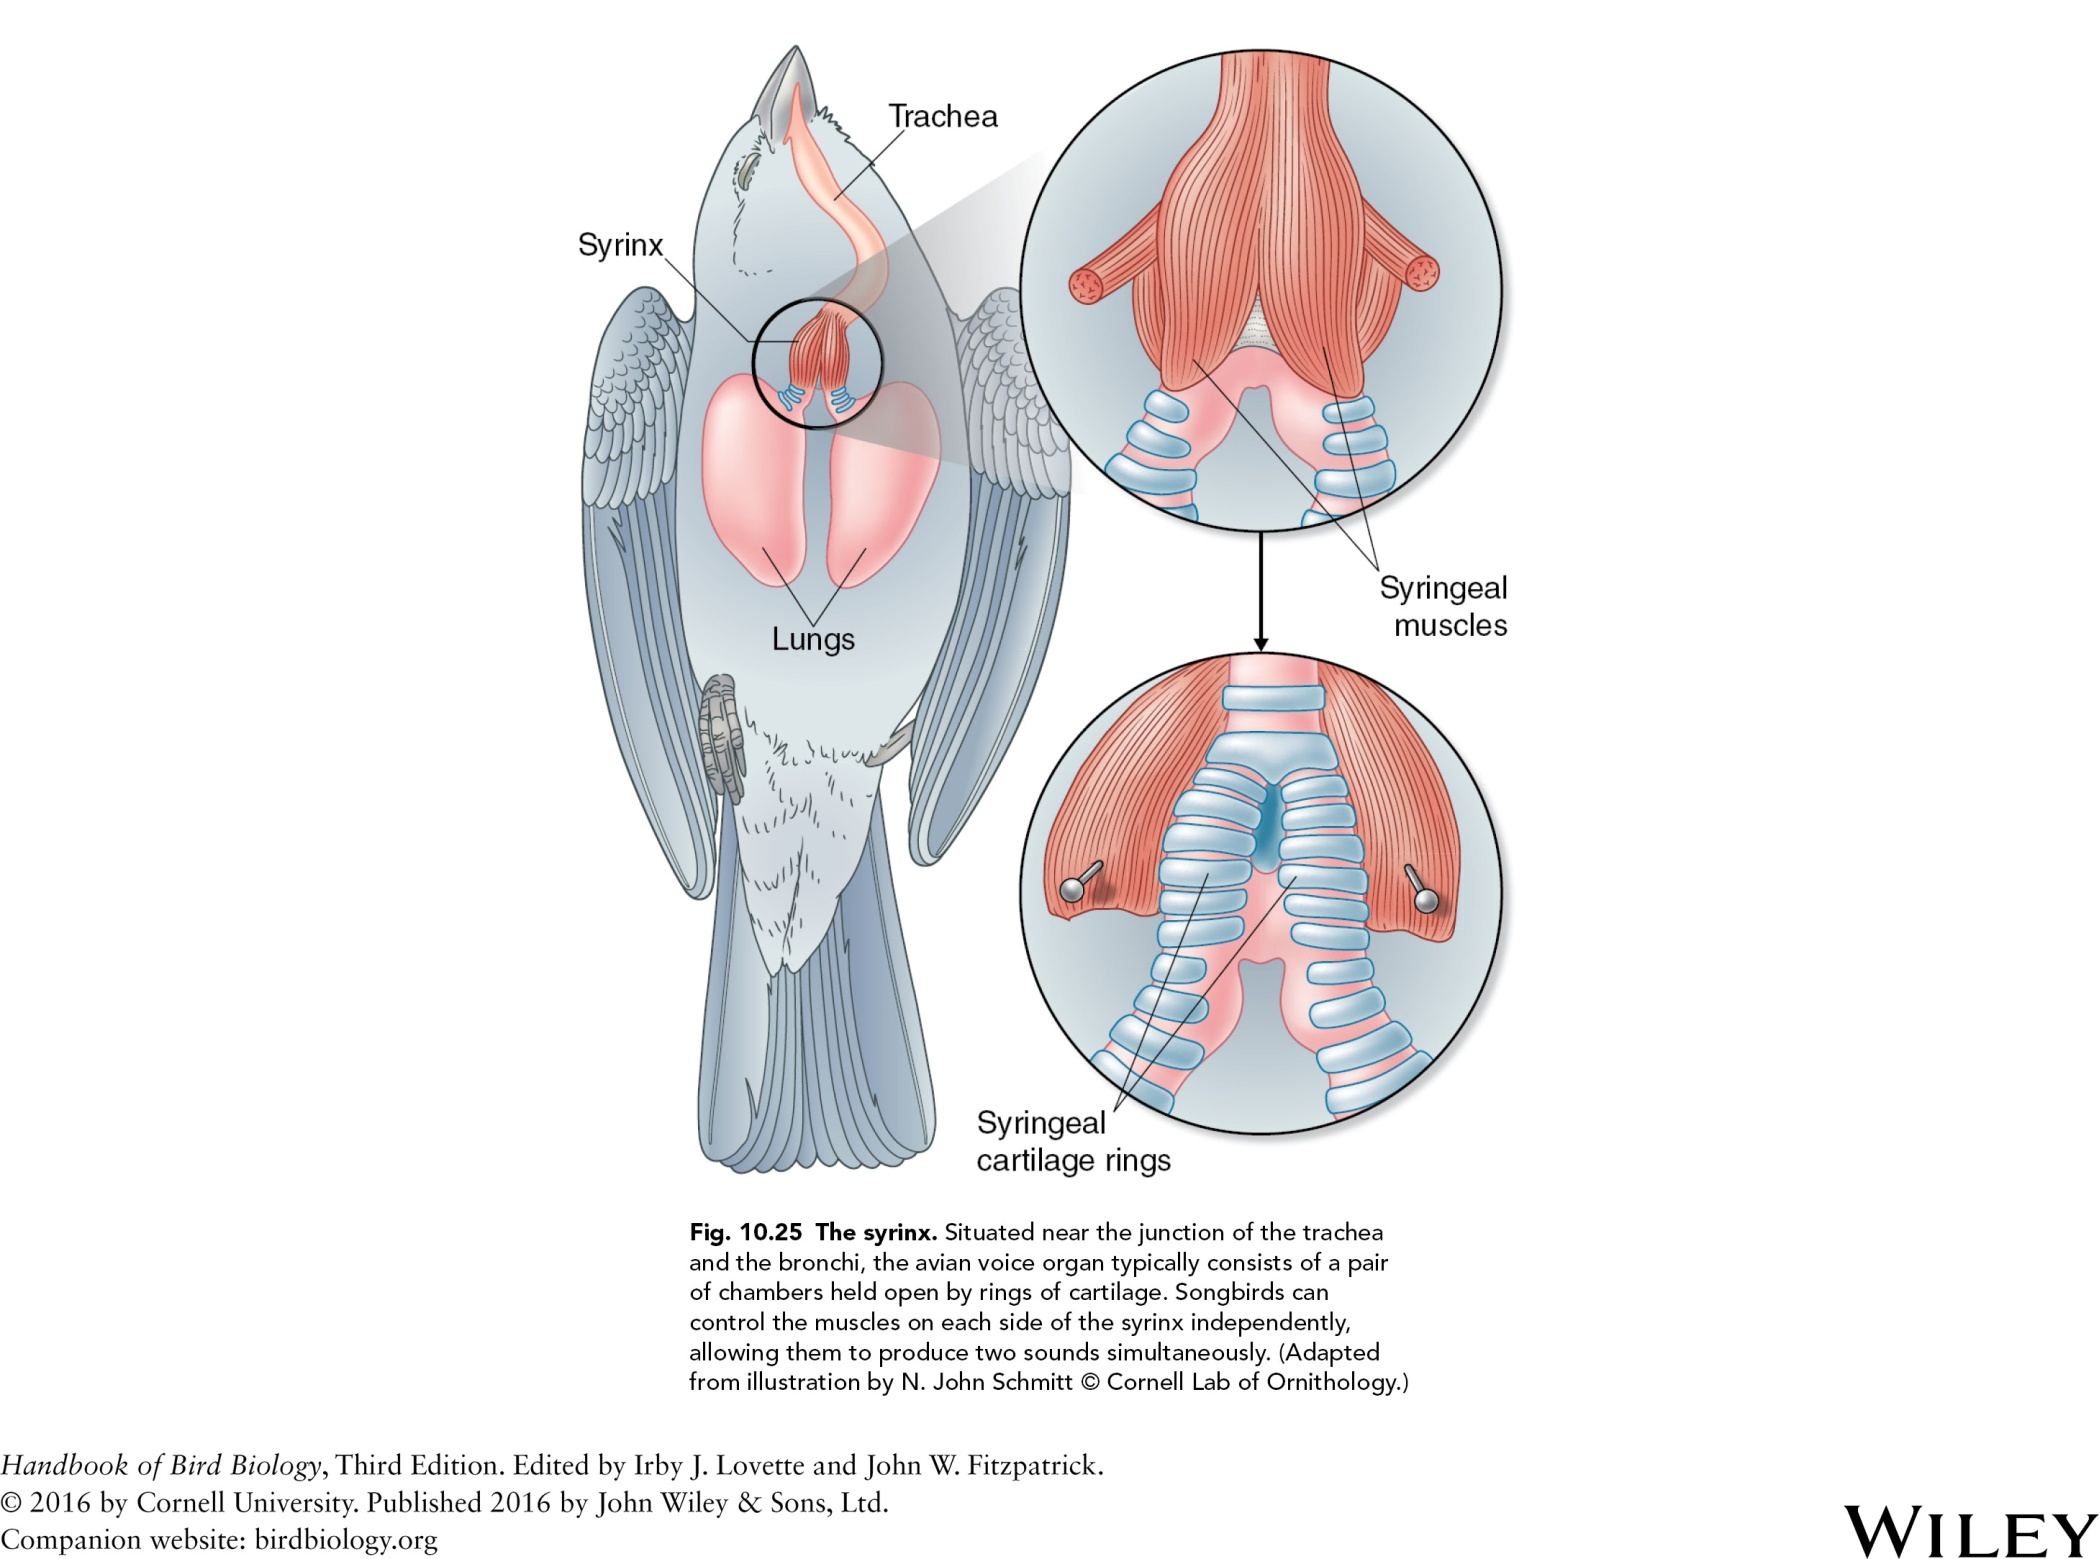 Trachea
Syrinx
Lungs
Syringeal
muscles
Syringeal
cartilage rings
Fig. 10.25 The syrinx. Situated near the junction of the trachea
and the bronchi, the avian voice organ typically consists of a pair
of chambers held open by rings of cartilage. Songbirds can
control the muscles on each side of the syrinx independently,
allowing them to produce two sounds simultaneously. (Adapted
from illustration by N. John Schmitt © Cornell Lab of Ornithology.)
Handbook of Bird Biology, Third Edition. Edited by Irby J. Lovette and John W. Fitzpatrick.
© 2016 by Cornell University. Published 2016 by John Wiley & Sons, Ltd.
Companion website: birdbiology.org
WILEY